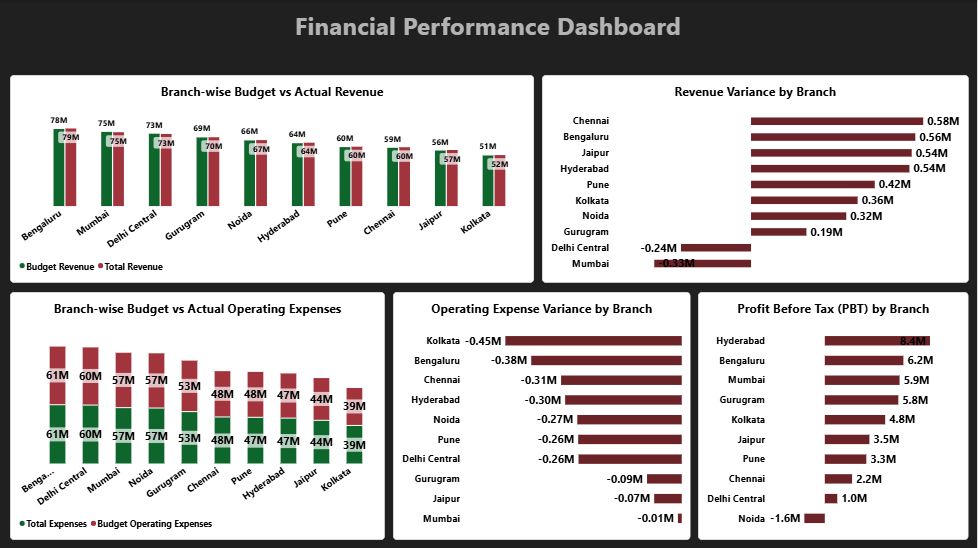 Financial Performance Dashboard
Branch-wise Budget vs Actual Revenue
78M 75M 73M 69M 66M 64M 60M 59M 56M 51M
79M 75M 73M 70M 67M 64M 60M 60M 57M 52M
Bengaluru Mumbai Delhi Central Gurugram Noida Hyderabad Pune Chennai Jaipur Kolkata
Budget Revenue Total Revenue
Revenue Variance by Branch
Chennai 0.58M
Bengaluru 0.56M
Jaipur 0.54M
Hyderabad 0.54M
Pune 0.42M
Kolkata 0.36M
Noida 0.32M
Gurugram 0.19M
Delhi Central -0.24M
Mumbai -0.33M
Branch-wise Budget vs Actual Operating Expenses
61M 60M 57M 57M 53M 48M 48M 47M 44M 39M
61M 60M 57M 57M 53M 48M 47M 47M 44M 39M
Benga... Delhi Central Mumbai Noida Gurugram Chennai Pune Hyderabad Jaipur Kolkata
Total Expenses Budget Operating Expenses
Operating Expense Variance by Branch
Kolkata -0.45M
Bengaluru -0.38M
Chennai -0.31M
Hyderabad -0.30M
Noida -0.27M
Pune -0.26M
Delhi Central -0.26M
Gurugram -0.09M
Jaipur -0.07M
Mumbai -0.01M
Profit Before Tax (PBT) by Branch
Hyderabad 8.4M
Bengaluru 6.2M
Mumbai 5.9M
Gurugram 5.8M
Kolkata 4.8M
Jaipur 3.5M
Pune 3.3M
Chennai 2.2M
Delhi Central 1.0M
Noida -1.6M